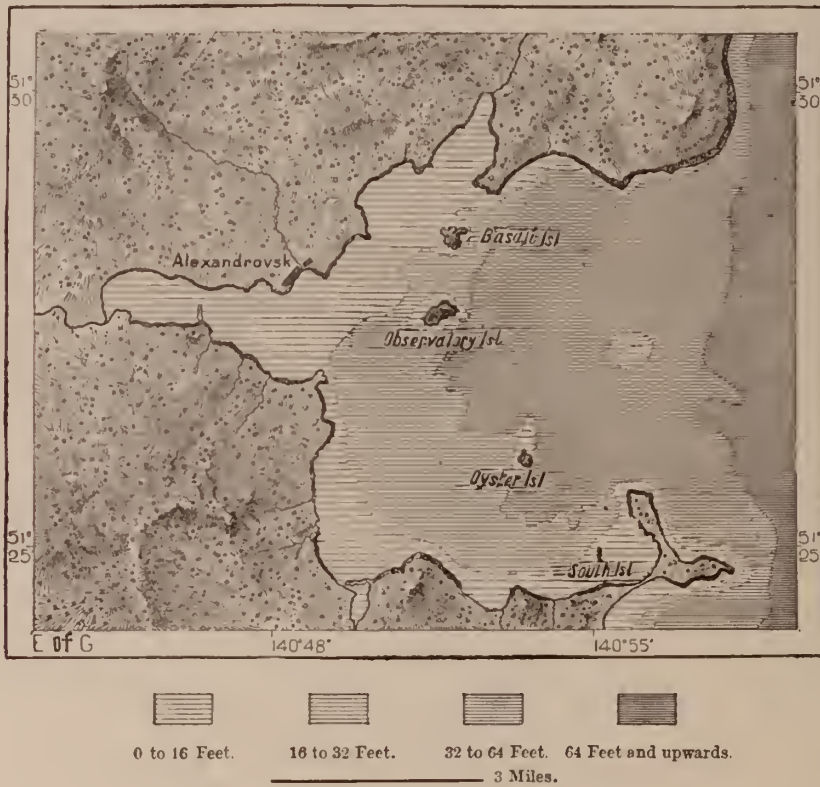 51° 30
51° 30
Basalt Isl
Alexandrovsk
Observatory Isl.
Oyster Isl
51° 25
51° 25
South Isl
E of G
140°48'
140°55'
0 to 16 Feet.
16 to 32 Feet.
32 to 64 Feet.
64 Feet and upwards.
3 Miles.